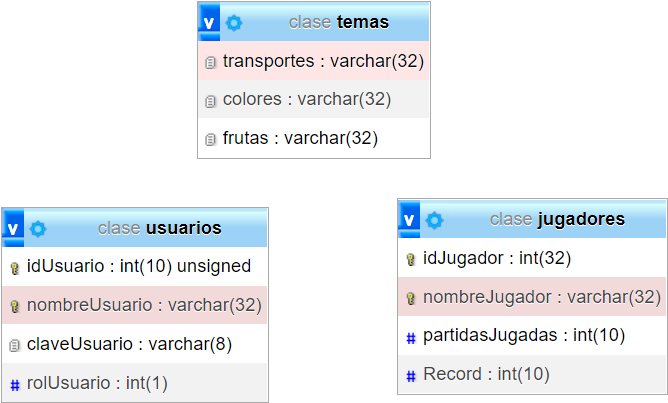 v clase temas
transportes : varchar(32)
colores : varchar(32)
frutas : varchar(32)
v clase usuarios
idUsuario : int(10) unsigned
nombreUsuario : varchar(32)
claveUsuario : varchar(8)
# rolUsuario : int(1)
v clase jugadores
idJugador : int(32)
nombreJugador : varchar(32)
# partidasJugadas : int(10)
# Record : int(10)